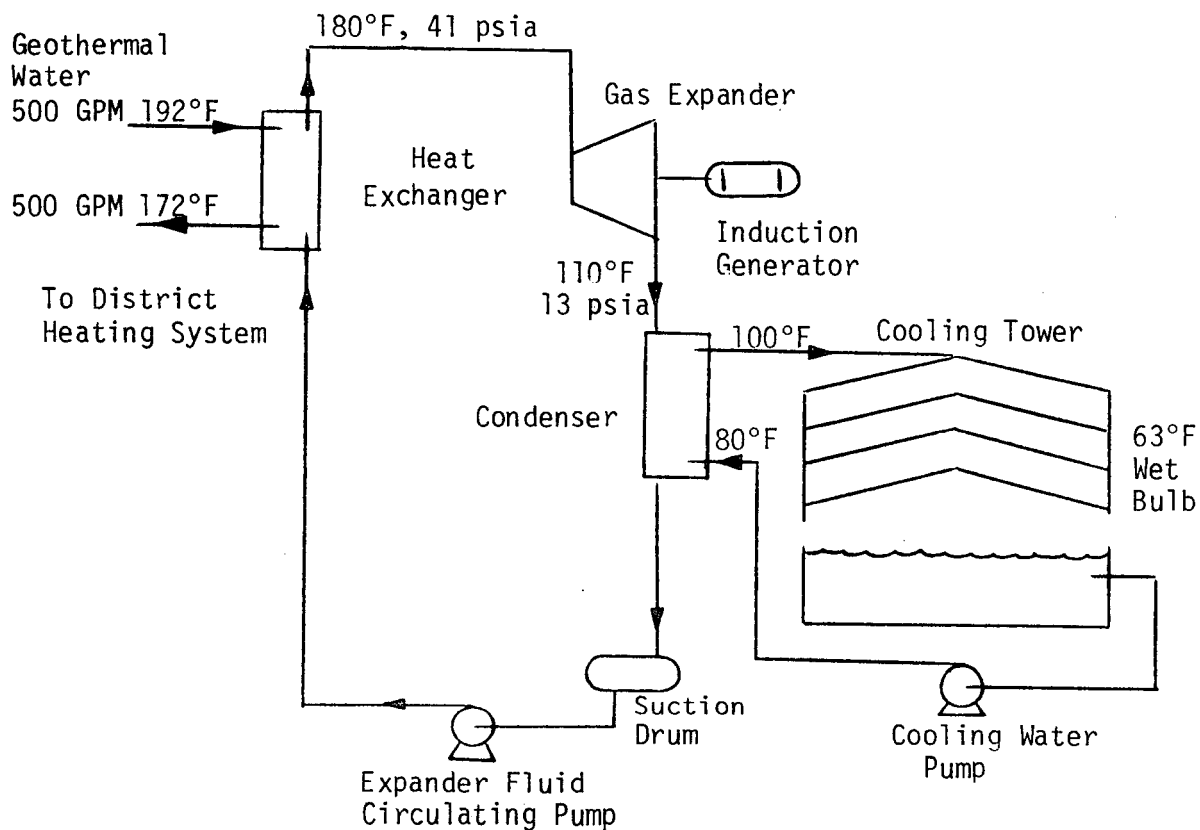 180°F, 41 psia
Geothermal
Water
500 GPM 192°F
500 GPM 172°F
To District
Heating System
Heat
Exchanger
Gas Expander
Induction
Generator
110°F
13 psia
Condenser
100°F
80°F
Cooling Tower
63°F
Wet
Bulb
Suction
Drum
Cooling Water
Pump
Expander Fluid
Circulating Pump